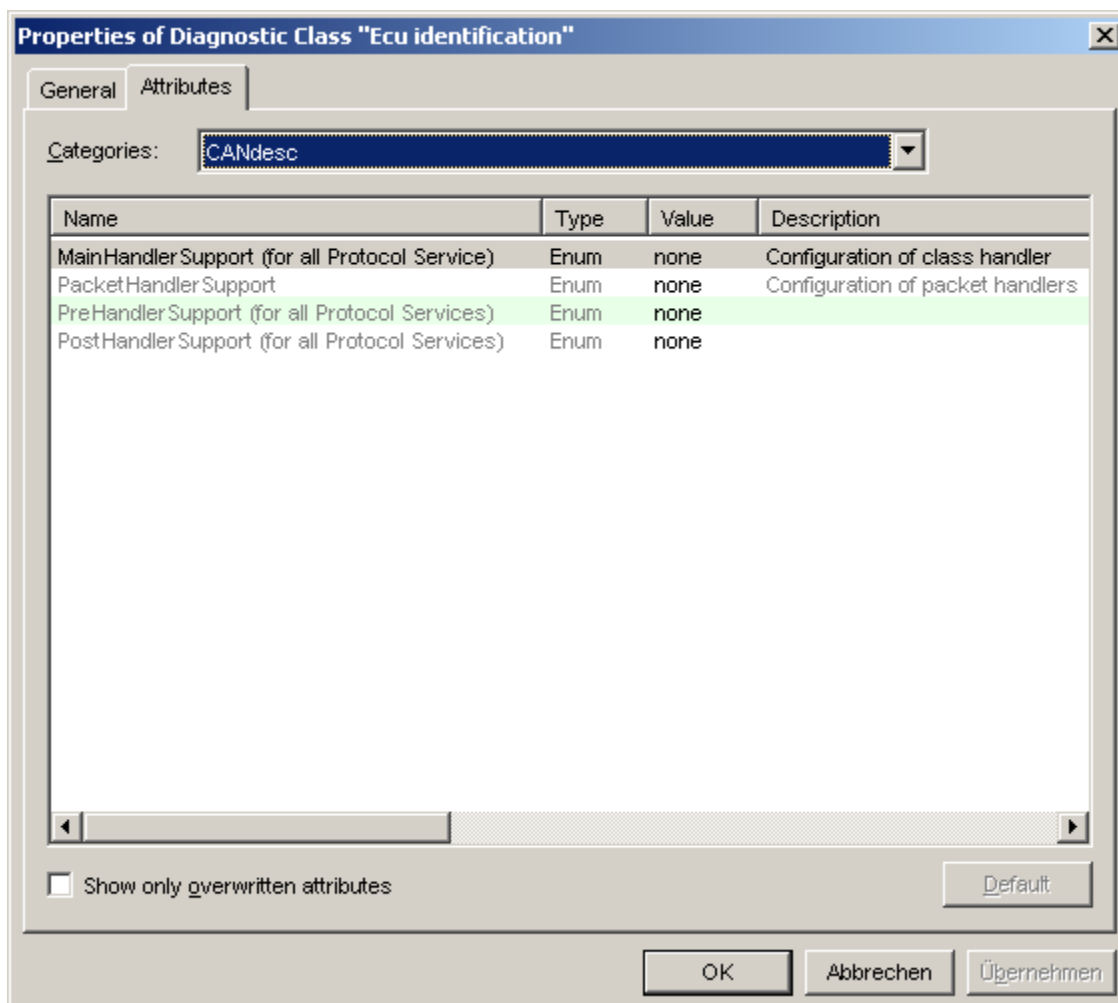 Properties of Diagnostic Class "Ecu identification"
General Attributes
Categories: CANdesc
Name Type Value Description
MainHandlerSupport (for all Protocol Service) Enum none Configuration of class handler
PacketHandlerSupport Enum none Configuration of packet handlers
PreHandlerSupport (for all Protocol Services) Enum none
PostHandlerSupport (for all Protocol Services) Enum none
Show only overwritten attributes Default
OK Abbrechen Übernehmen